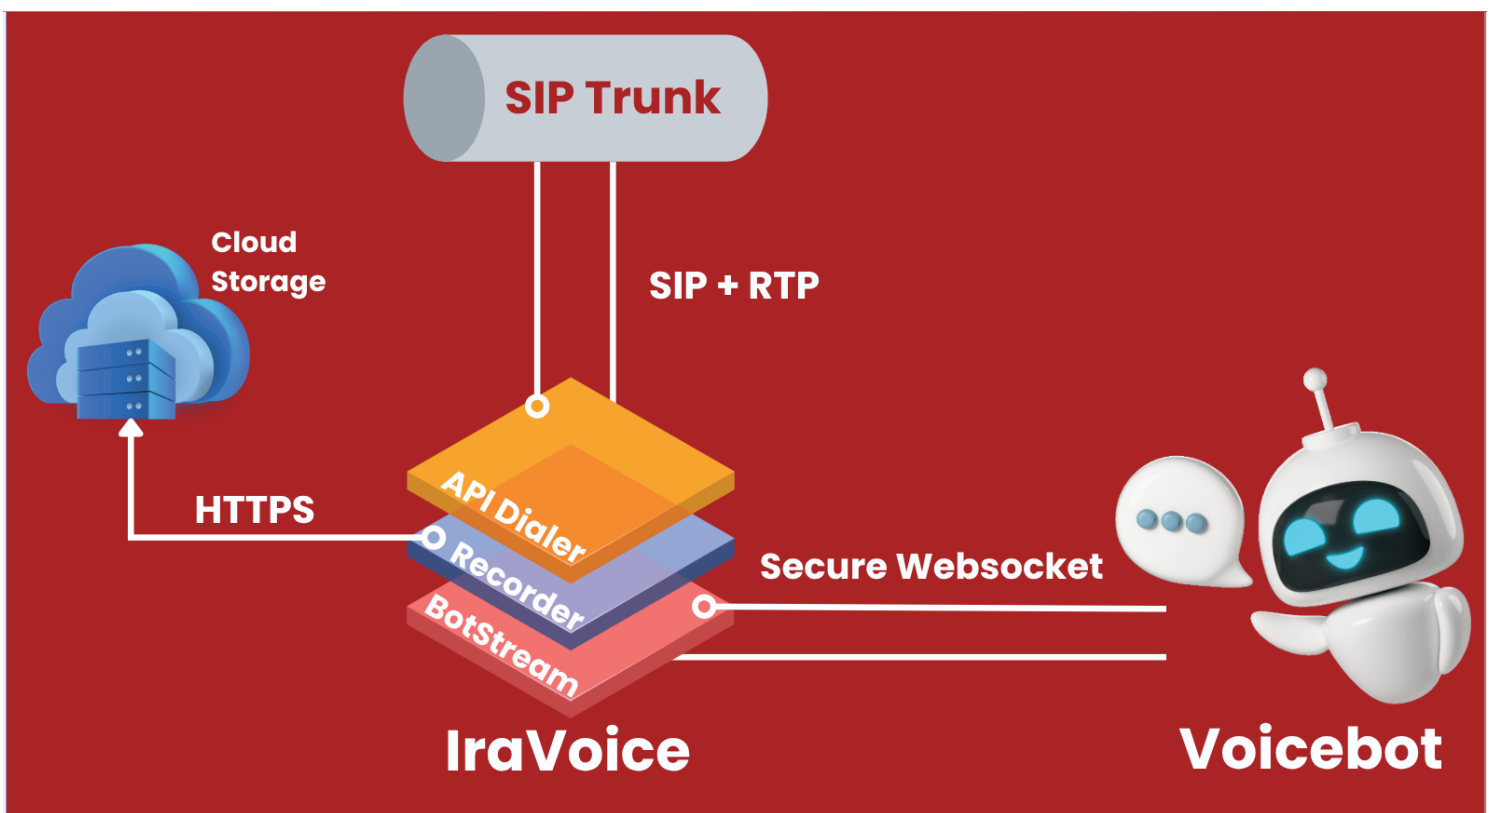 SIP Trunk
Cloud
Storage
SIP + RTP
API Dialer
HTTPS
Recorder
Secure Websocket
BotStream
IraVoice
Voicebot